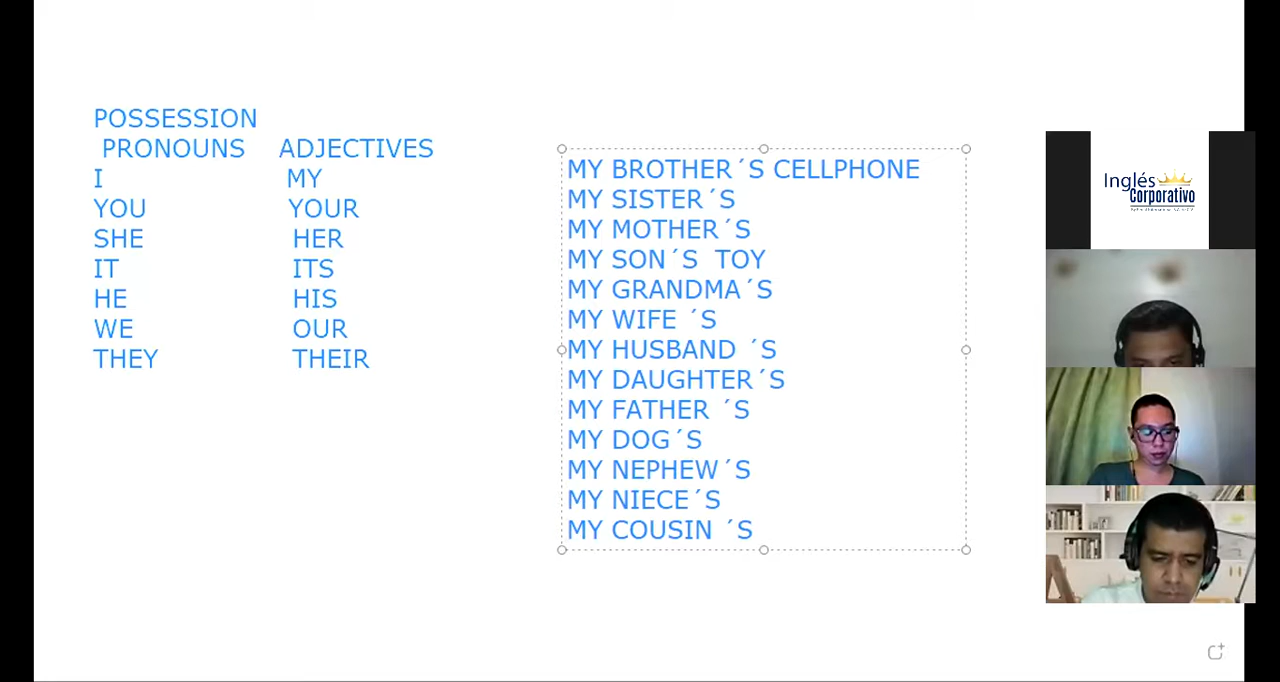 POSSESSION
PRONOUNS ADJECTIVES
I MY
YOU YOUR
SHE HER
IT ITS
HE HIS
WE OUR
THEY THEIR
MY BROTHER´S CELLPHONE
MY SISTER´S
MY MOTHER´S
MY SON´S TOY
MY GRANDMA´S
MY WIFE ´S
MY HUSBAND ´S
MY DAUGHTER´S
MY FATHER ´S
MY DOG´S
MY NEPHEW´S
MY NIECE´S
MY COUSIN ´S
Inglés
Corporativo